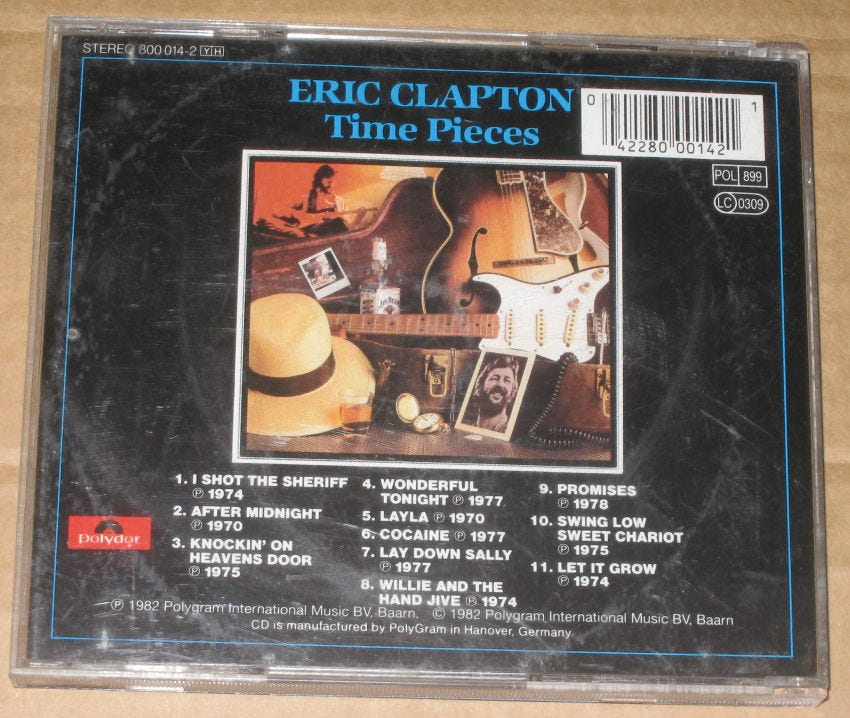 STEREO 800 014-2 YH
ERIC CLAPTON
Time Pieces
0 42280 00142 1
POL 899
LC 0309
1. I SHOT THE SHERIFF
℗ 1974
2. AFTER MIDNIGHT
℗ 1970
3. KNOCKIN' ON
HEAVENS DOOR
℗ 1975
4. WONDERFUL
TONIGHT ℗ 1977
5. LAYLA ℗ 1970
6. COCAINE ℗ 1977
7. LAY DOWN SALLY
℗ 1977
8. WILLIE AND THE
HAND JIVE ℗ 1974
9. PROMISES
℗ 1978
10. SWING LOW
SWEET CHARIOT
℗ 1975
11. LET IT GROW
℗ 1974
polydor
℗ 1982 Polygram International Music BV, Baarn. © 1982 Polygram International Music BV, Baarn
CD is manufactured by PolyGram in Hanover, Germany